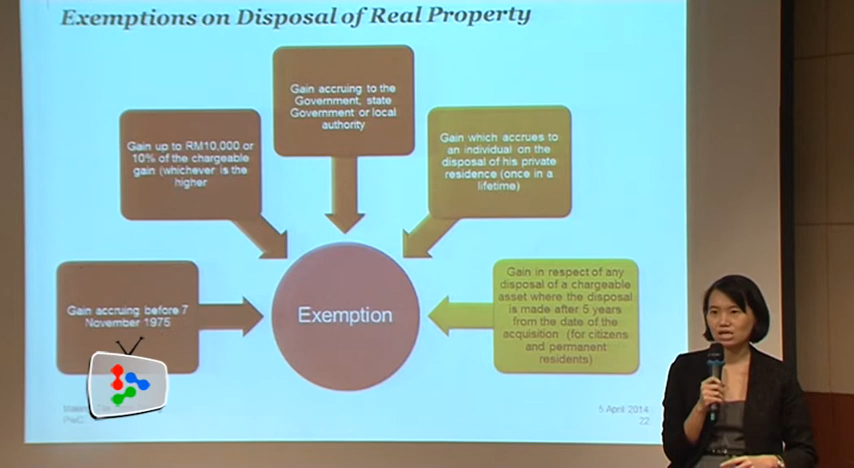 Exemptions on Disposal of Real Property
Gain accruing to the
Government, state
Government or local
authority
Gain up to RM10,000 or
10% of the chargeable
gain (whichever is the
higher
Gain which accrues to
an individual on the
disposal of his private
residence (once in a
lifetime)
Gain accruing before 7
November 1975
Exemption
Gain in respect of any
disposal of a chargeable
asset where the disposal
is made after 5 years
from the date of the
acquisition (for citizens
and permanent
residents)
PwC
5 April 2014
22